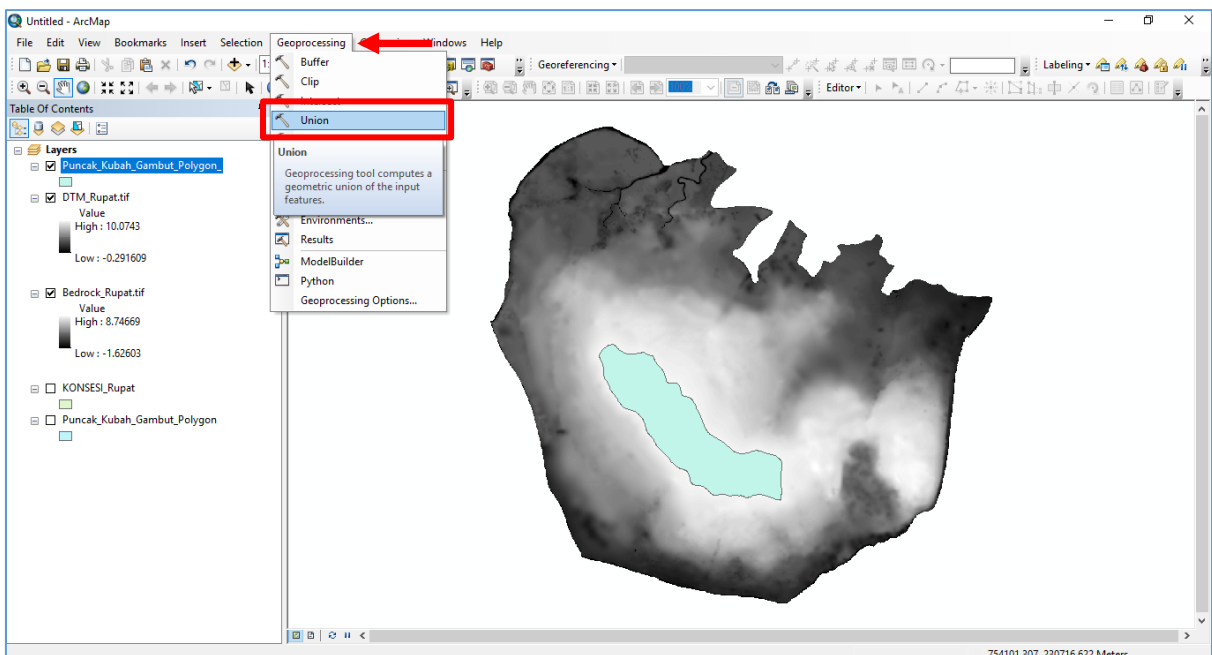 Untitled - ArcMap
File Edit View Bookmarks Insert Selection Geoprocessing Windows Help
Georeferencing
Labeling
Editor
Table Of Contents
Layers
Puncak_Kubah_Gambut_Polygon_
DTM_Rupat.tif
Value
High : 10.0743
Low : -0.291609
Bedrock_Rupat.tif
Value
High : 8.74669
Low : -1.62603
KONSESI_Rupat
Puncak_Kubah_Gambut_Polygon
Buffer
Clip
Intersect
Union
Union
Geoprocessing tool computes a
geometric union of the input
features.
Environments...
Results
ModelBuilder
Python
Geoprocessing Options...
754101.307 230716.622 Meters